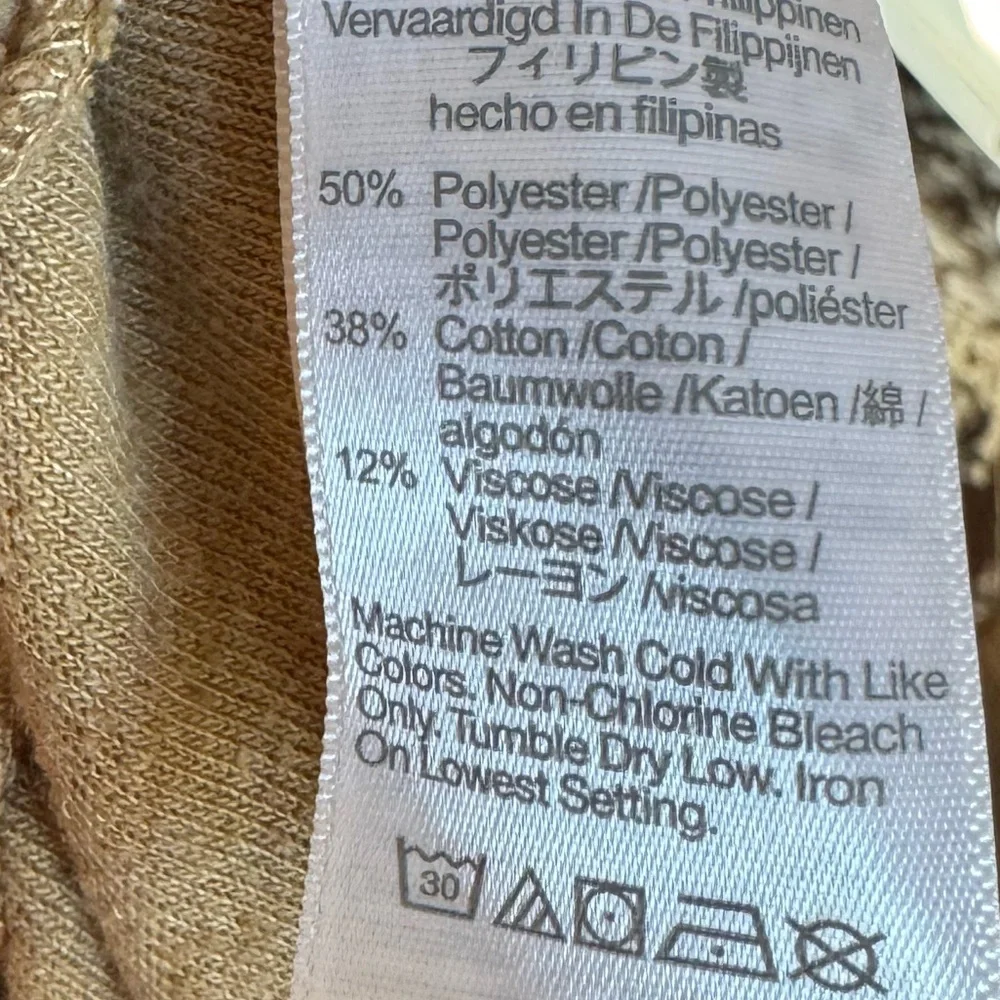 Filippinen
Vervaardigd In De Filippijnen
フィリピン製
hecho en filipinas
50% Polyester /Polyester /
Polyester /Polyester /
ポリエステル /poliéster
38% Cotton /Coton /
Baumwolle /Katoen /綿 /
algodón
12% Viscose /Viscose /
Viskose /Viscose /
レーヨン /viscosa
Machine Wash Cold With Like
Colors. Non-Chlorine Bleach
Only. Tumble Dry Low. Iron
On Lowest Setting.
30